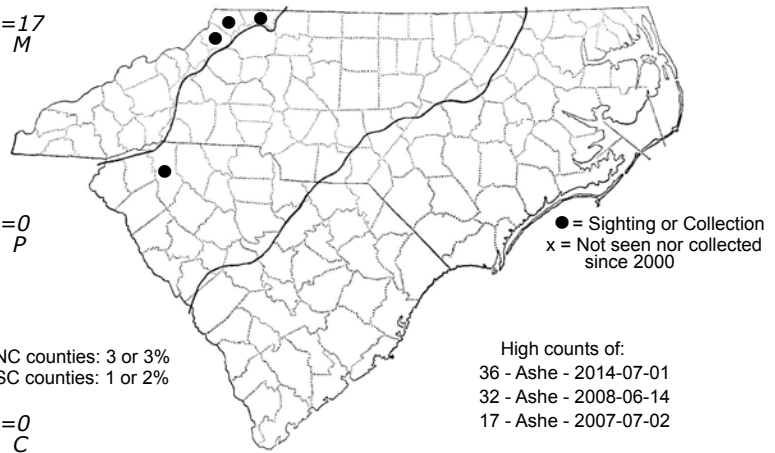 =17
M
=0
P
● = Sighting or Collection
x = Not seen nor collected
since 2000
NC counties: 3 or 3%
SC counties: 1 or 2%
High counts of:
36 - Ashe - 2014-07-01
32 - Ashe - 2008-06-14
17 - Ashe - 2007-07-02
=0
C